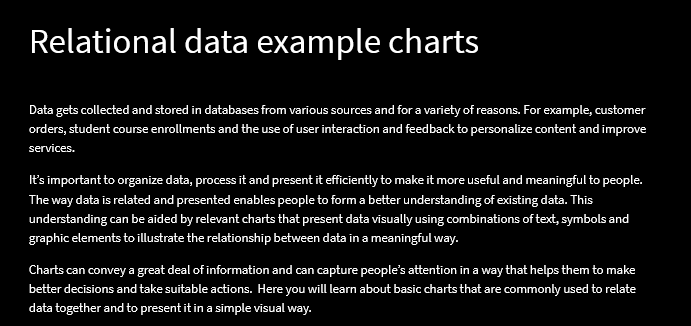 Relational data example charts
Data gets collected and stored in databases from various sources and for a variety of reasons. For example, customer
orders, student course enrollments and the use of user interaction and feedback to personalize content and improve
services.
It's important to organize data, process it and present it efficiently to make it more useful and meaningful to people.
The way data is related and presented enables people to form a better understanding of existing data. This
understanding can be aided by relevant charts that present data visually using combinations of text, symbols and
graphic elements to illustrate the relationship between data in a meaningful way.
Charts can convey a great deal of information and can capture people's attention in a way that helps them to make
better decisions and take suitable actions.  Here you will learn about basic charts that are commonly used to relate
data together and to present it in a simple visual way.